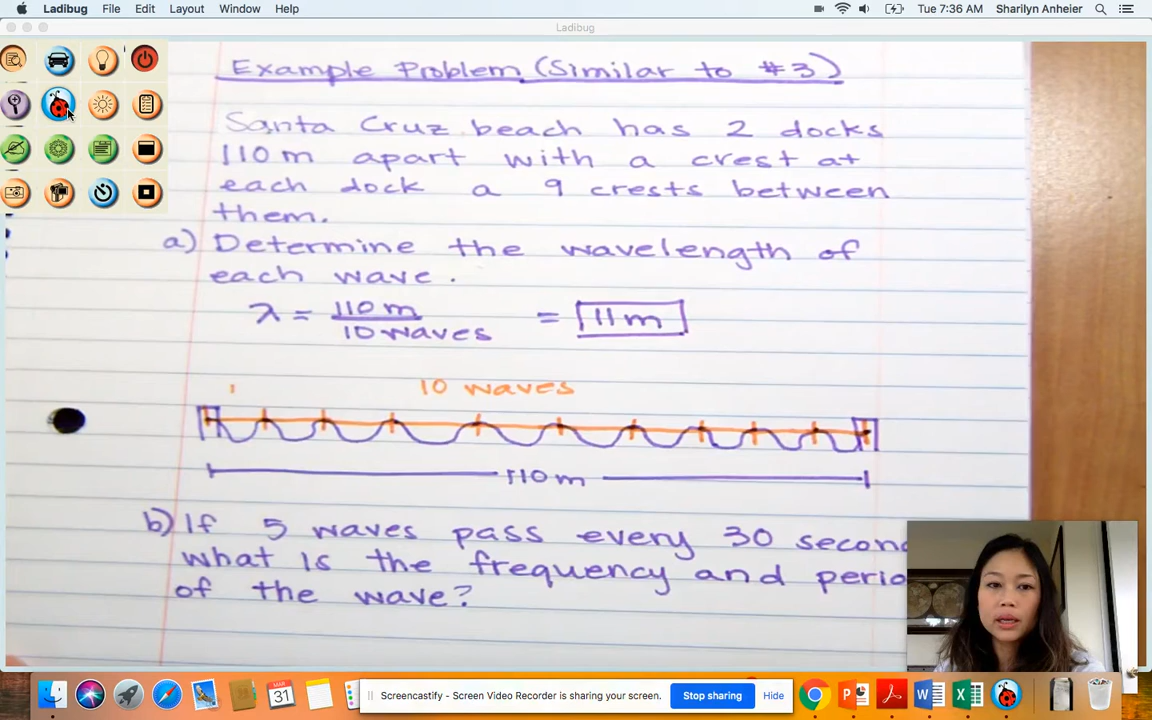 Ladibug File Edit Layout Window Help Tue 7:36 AM Sharilyn Anheier
Ladibug
Example Problem (Similar to #3)
Santa Cruz beach has 2 docks
110 m apart with a crest at
each dock a 9 crests between
them.
a) Determine the wavelength of
each wave.
λ = 110 m / 10 waves = 11 m
10 waves
110 m
b) If 5 waves pass every 30 secon
what is the frequency and perio
of the wave?
MAR 31
Screencastify - Screen Video Recorder is sharing your screen. Stop sharing Hide
P W X